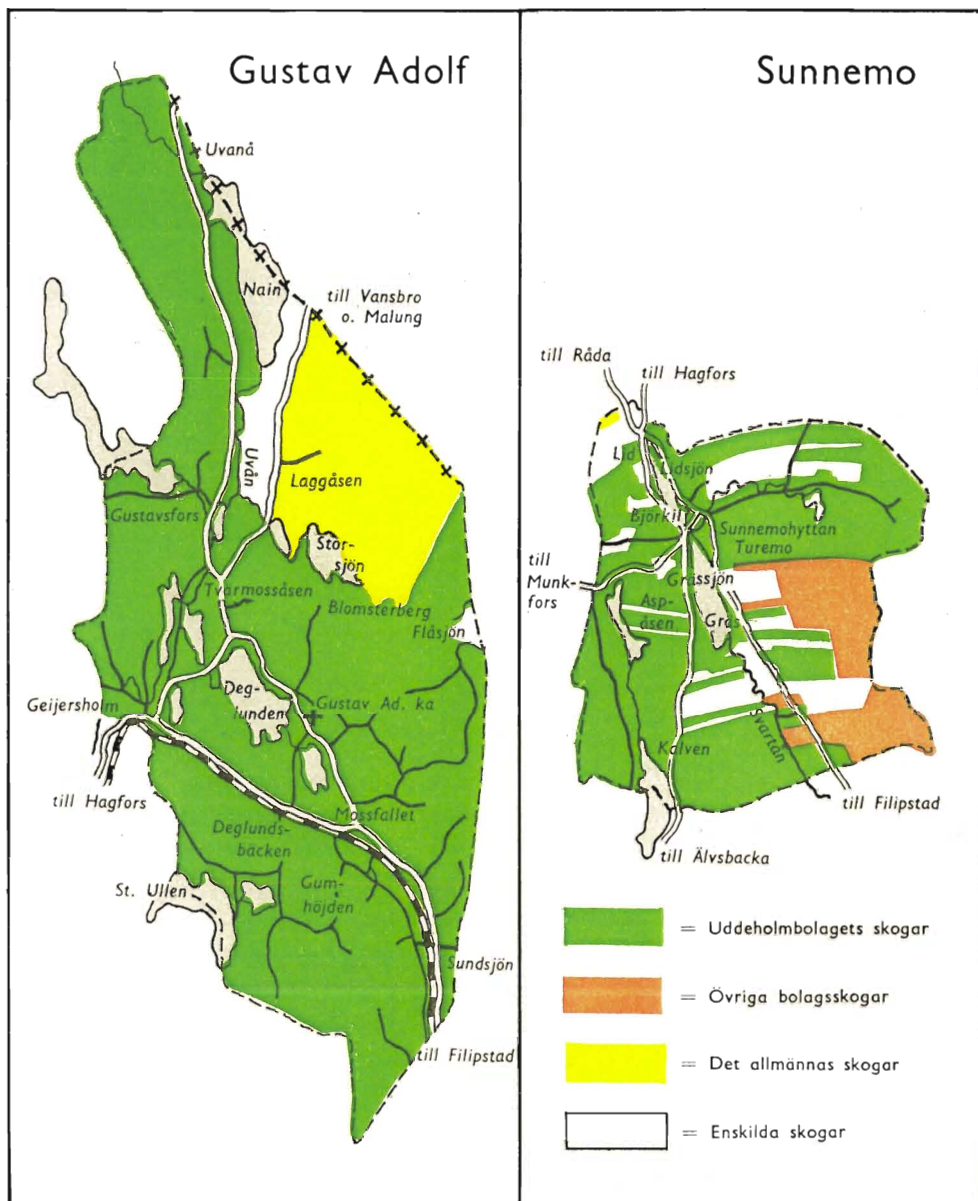 Gustav Adolf
Uvanå
Nain
till Vansbro
o. Malung
Uvån
Laggåsen
Gustavsfors
Stor-
sjön
Tvärmossåsen
Blomsterberg
Flåsjön
Deg-
lunden
Geijersholm
Gustav Ad. ka
till Hagfors
Mossfallet
Deglunds-
bäcken
St. Ullen
Gum-
höjden
Sundsjön
till Filipstad
Sunnemo
till Råda
till Hagfors
Lid
Lidsjön
Björkil
Sunnemohyttan
Turemo
till
Munk-
fors
Gråssjön
Asp-
åsen
Grås
Svartån
Kalven
till Filipstad
till Älvsbacka
= Uddeholmbolagets skogar
= Övriga bolagsskogar
= Det allmännas skogar
= Enskilda skogar